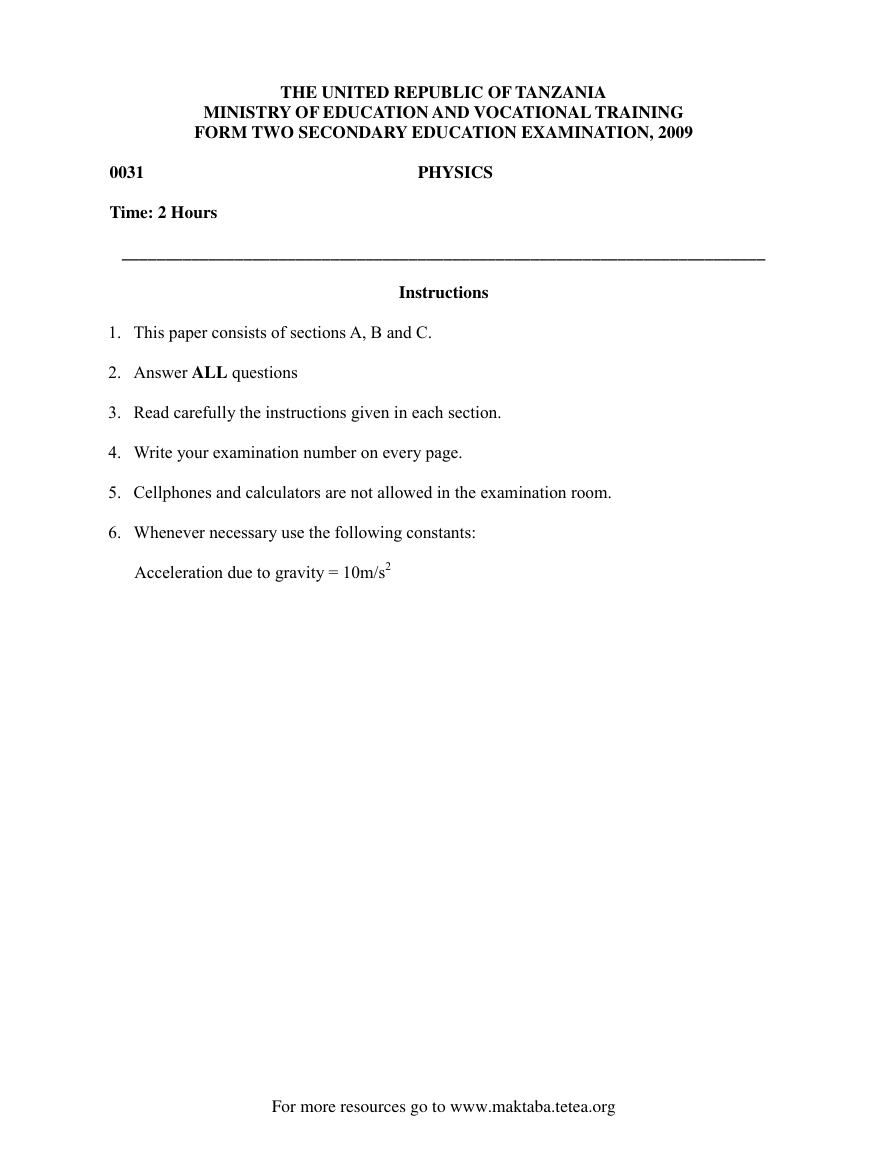 THE UNITED REPUBLIC OF TANZANIA
MINISTRY OF EDUCATION AND VOCATIONAL TRAINING
FORM TWO SECONDARY EDUCATION EXAMINATION, 2009
0031 PHYSICS
Time: 2 Hours
Instructions
1. This paper consists of sections A, B and C.
2. Answer ALL questions
3. Read carefully the instructions given in each section.
4. Write your examination number on every page.
5. Cellphones and calculators are not allowed in the examination room.
6. Whenever necessary use the following constants:
Acceleration due to gravity = 10m/s²
For more resources go to www.maktaba.tetea.org